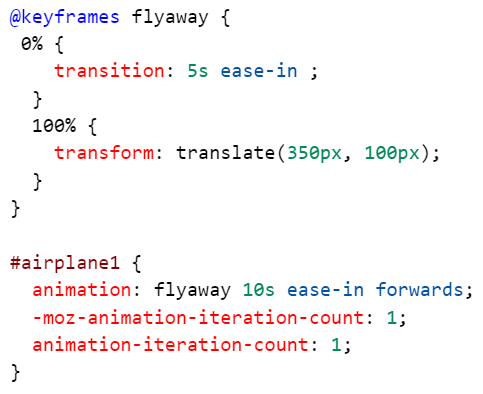 @keyframes flyaway {
 0% {
    transition: 5s ease-in ;
  }
  100% {
    transform: translate(350px, 100px);
  }
}

#airplane1 {
  animation: flyaway 10s ease-in forwards;
  -moz-animation-iteration-count: 1;
  animation-iteration-count: 1;
}